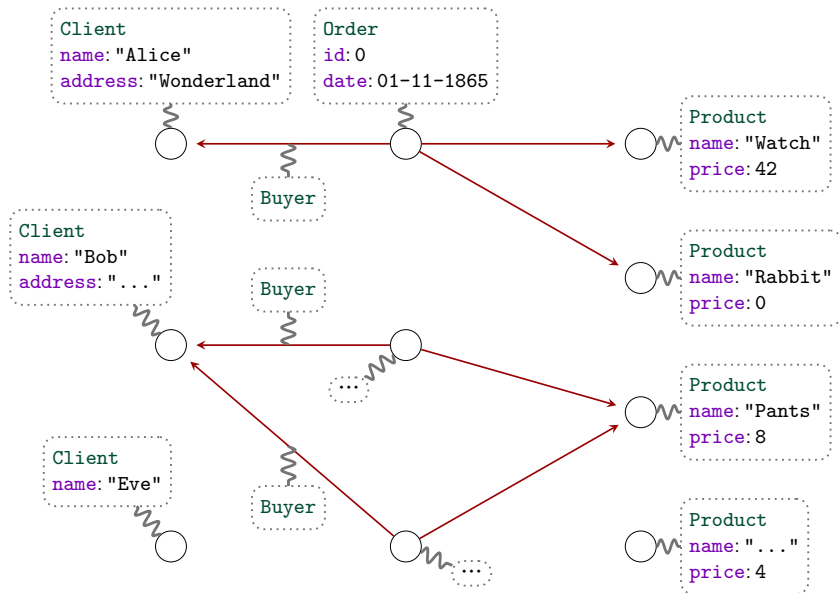 Client
name: "Alice"
address: "Wonderland"
Order
id: 0
date: 01-11-1865
Product
name: "Watch"
price: 42
Buyer
Client
name: "Bob"
address: "..."
Product
name: "Rabbit"
price: 0
Buyer
...
Product
name: "Pants"
price: 8
Client
name: "Eve"
Buyer
...
Product
name: "..."
price: 4